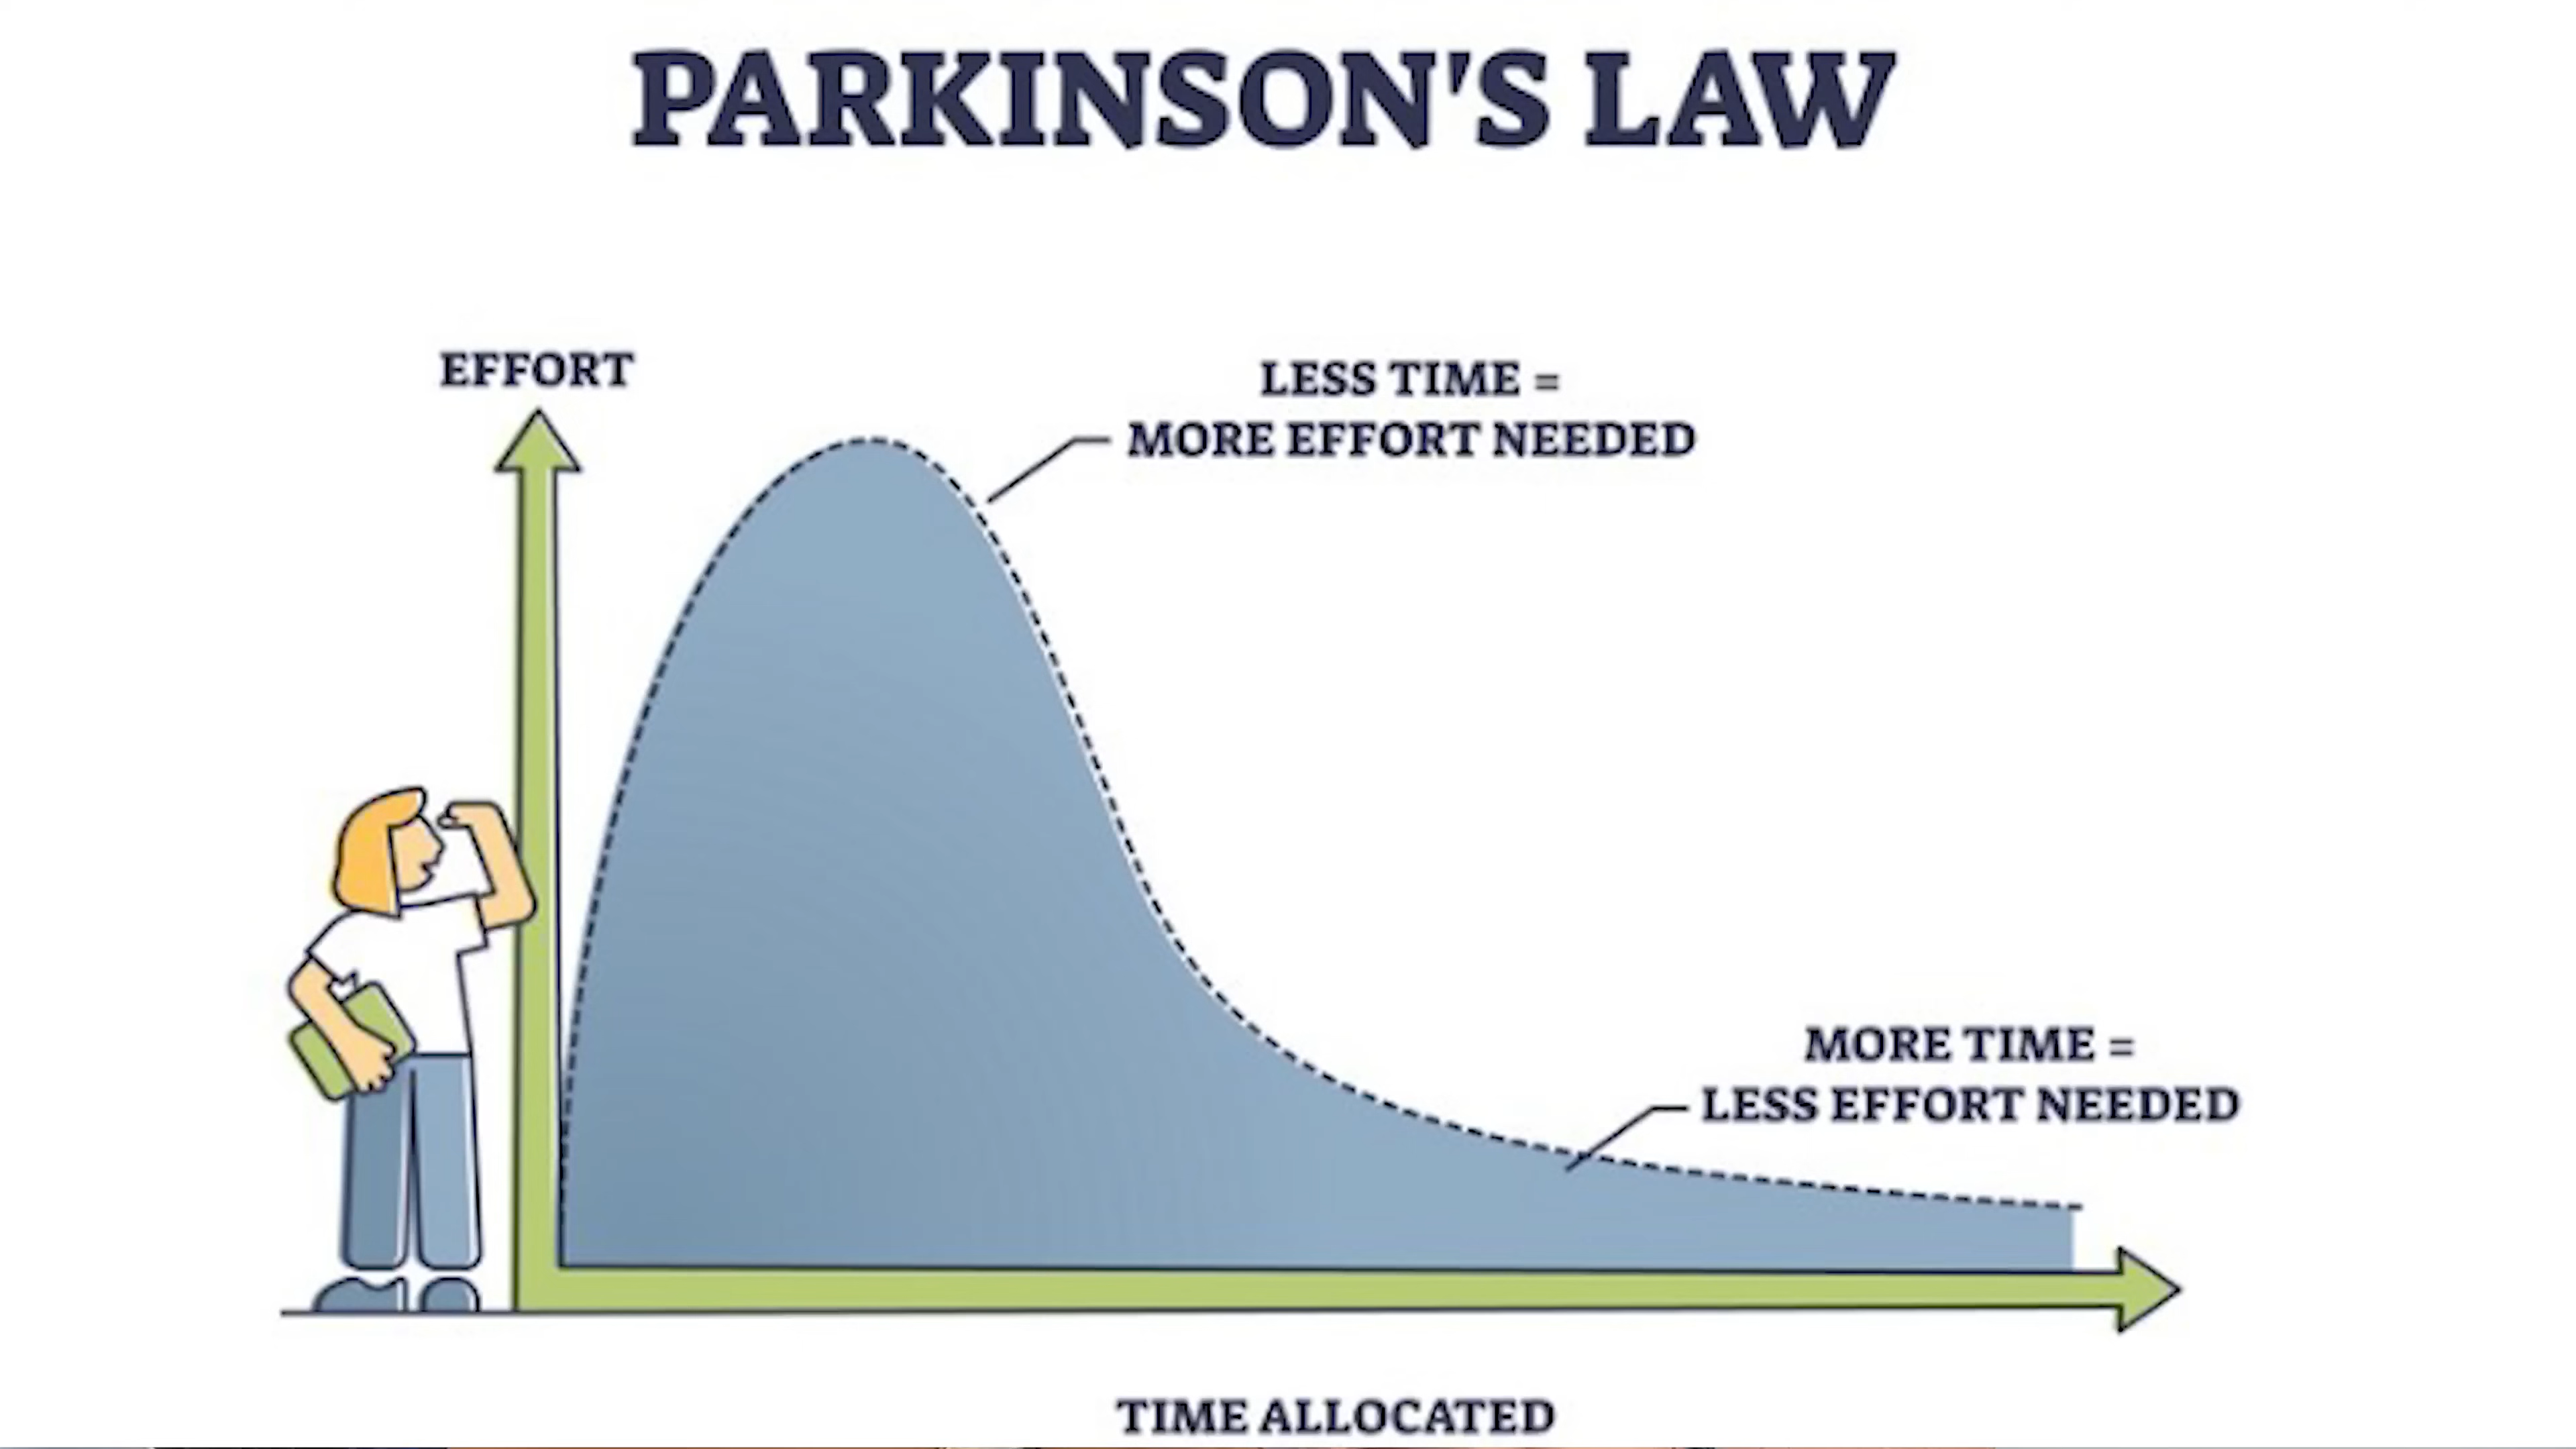 PARKINSON'S LAW
EFFORT
LESS TIME =
MORE EFFORT NEEDED
MORE TIME =
LESS EFFORT NEEDED
TIME ALLOCATED